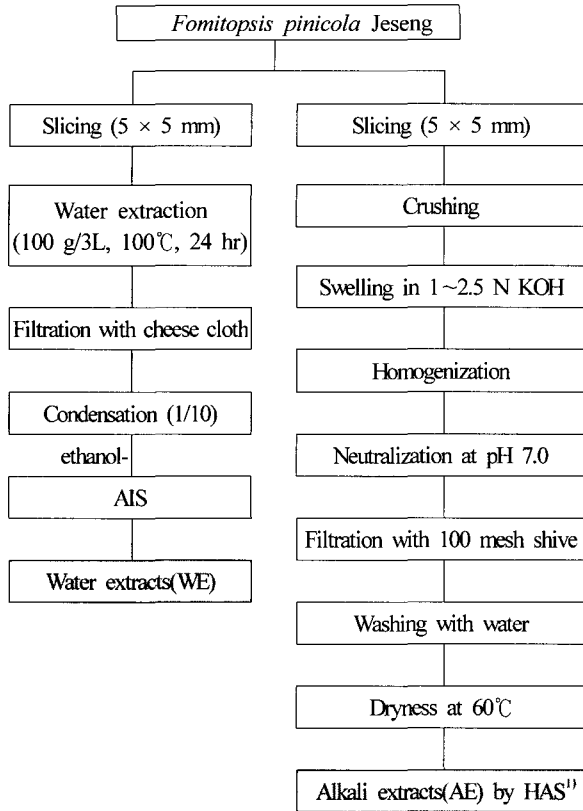 Fomitopsis pinicola Jeseng
Slicing (5 × 5 mm)
Water extraction
(100 g/3L, 100℃, 24 hr)
Filtration with cheese cloth
Condensation (1/10)
ethanol-
AIS
Water extracts(WE)
Slicing (5 × 5 mm)
Crushing
Swelling in 1~2.5 N KOH
Homogenization
Neutralization at pH 7.0
Filtration with 100 mesh shive
Washing with water
Dryness at 60℃
Alkali extracts(AE) by HAS¹⁾